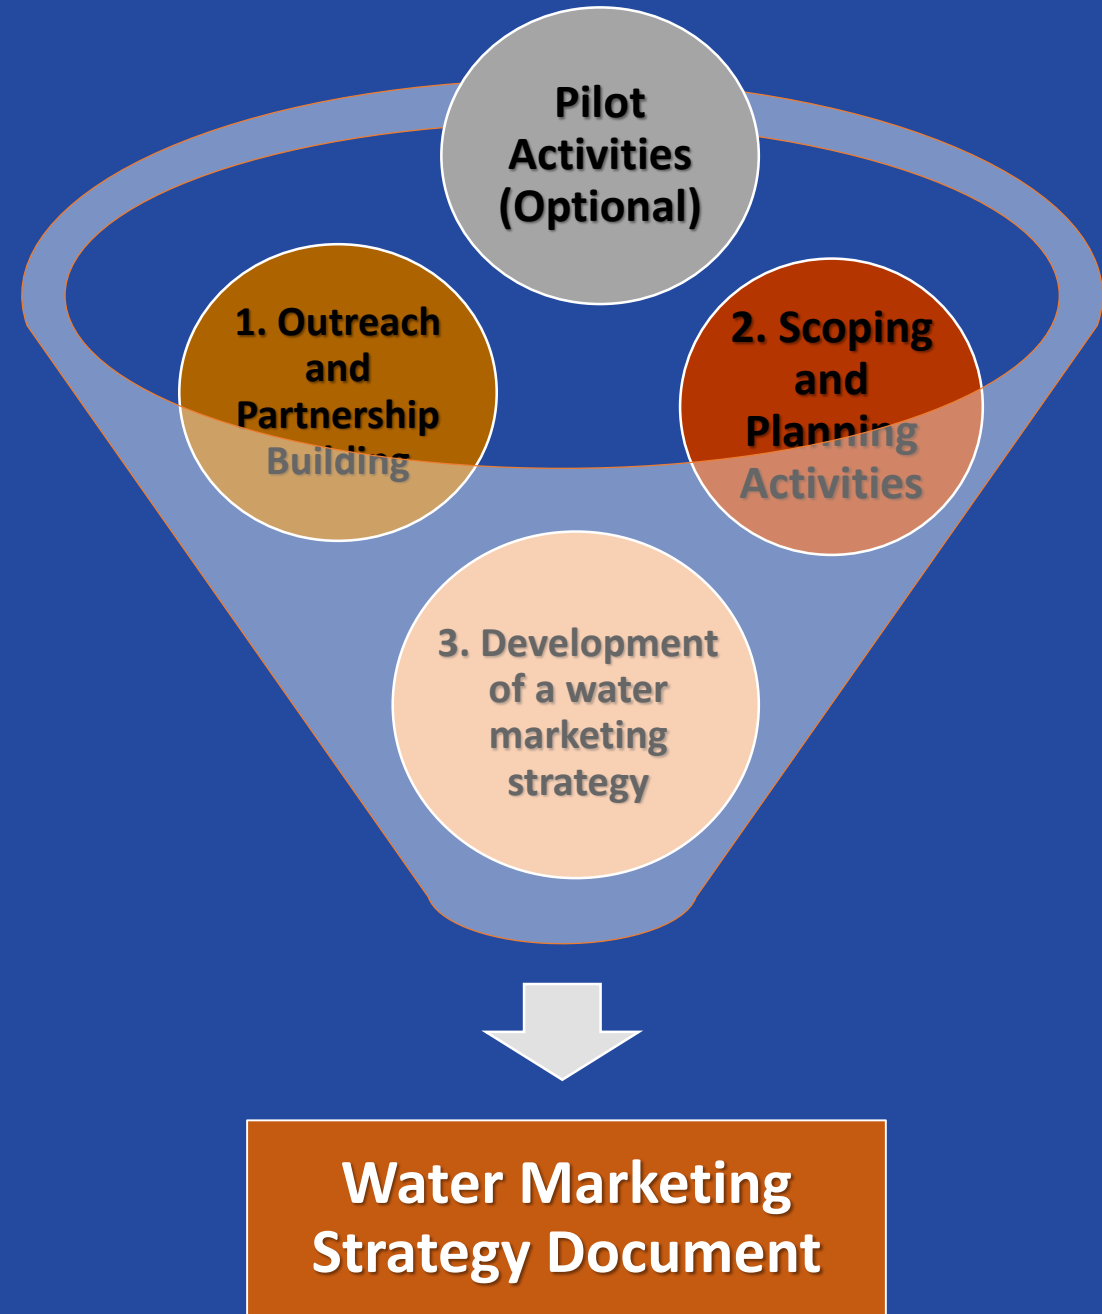 Pilot
Activities
(Optional)
1. Outreach
and
Partnership
Building
2. Scoping
and
Planning
Activities
3. Development
of a water
marketing
strategy
Water Marketing
Strategy Document